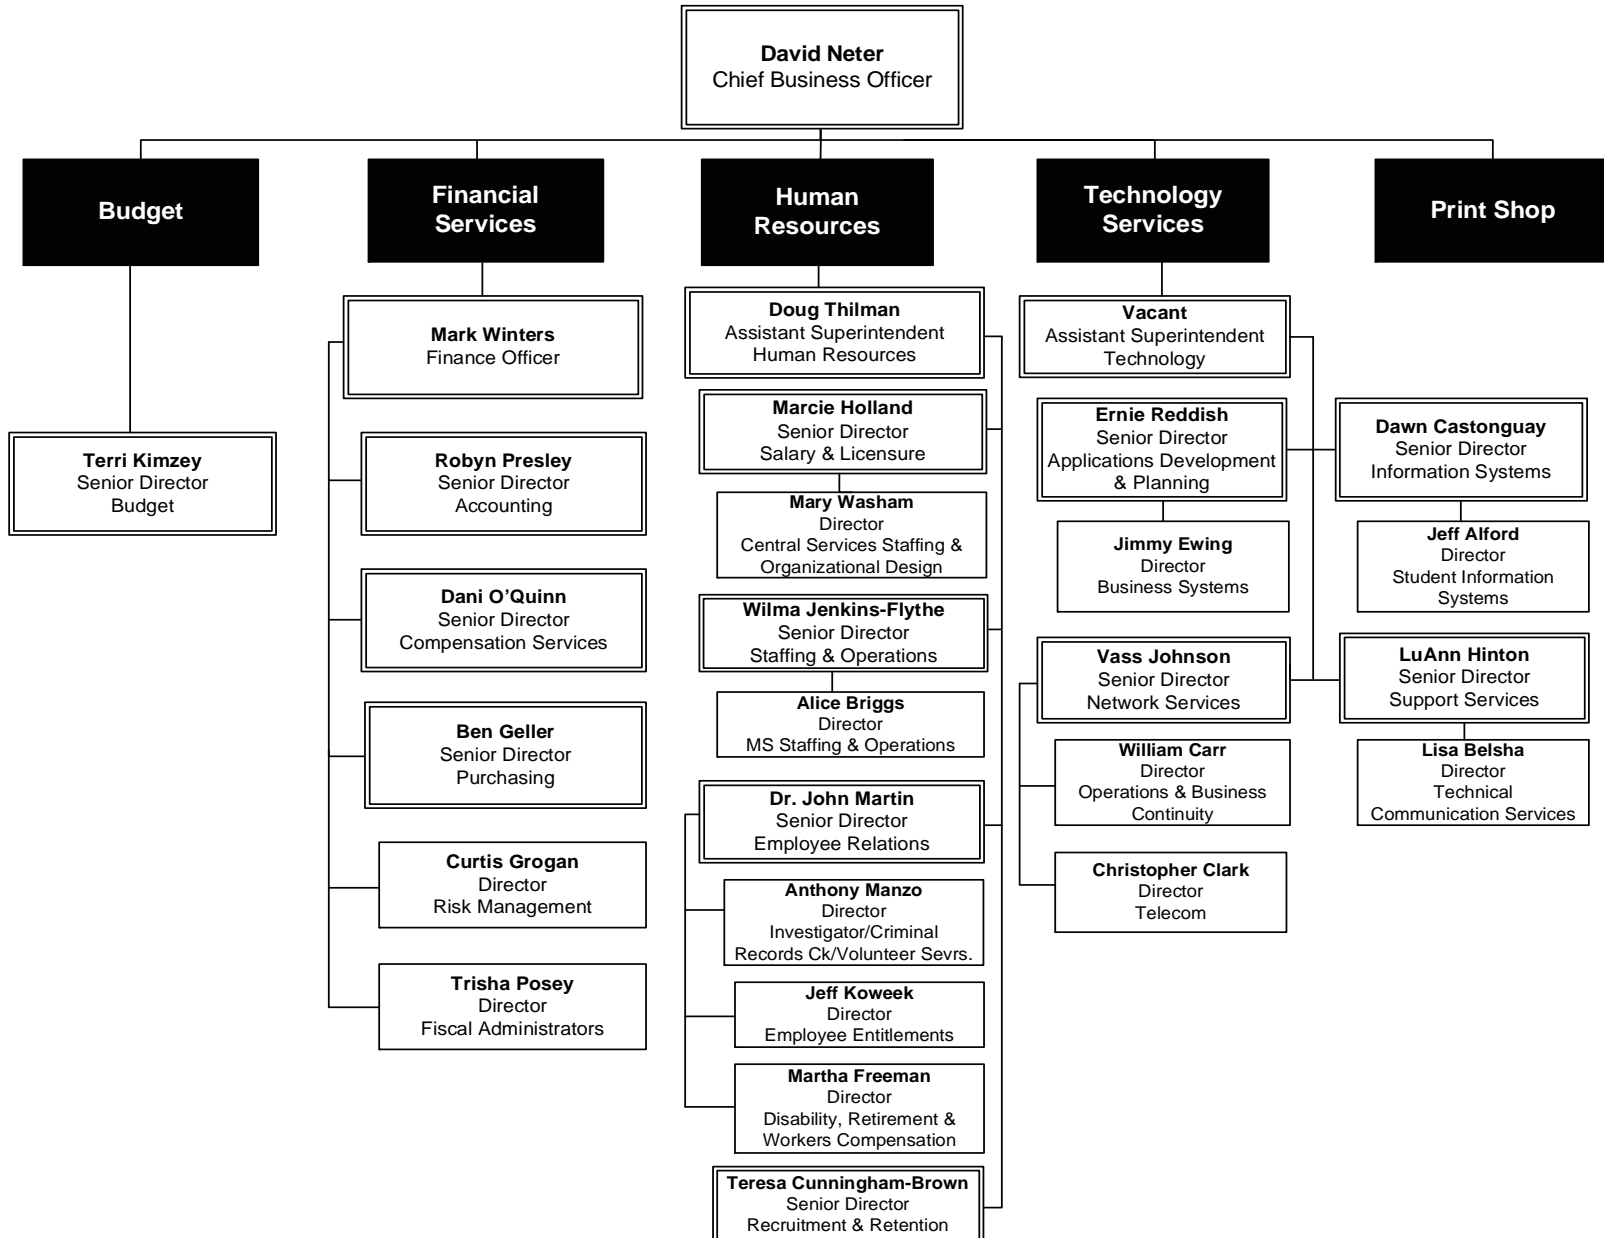 David Neter
Chief Business Officer
Budget
Financial
Services
Human
Resources
Technology
Services
Print Shop
Terri Kimzey
Senior Director
Budget
Mark Winters
Finance Officer
Robyn Presley
Senior Director
Accounting
Dani O’Quinn
Senior Director
Compensation Services
Ben Geller
Senior Director
Purchasing
Curtis Grogan
Director
Risk Management
Trisha Posey
Director
Fiscal Administrators
Doug Thilman
Assistant Superintendent
Human Resources
Marcie Holland
Senior Director
Salary & Licensure
Mary Washam
Director
Central Services Staffing &
Organizational Design
Wilma Jenkins-Flythe
Senior Director
Staffing & Operations
Alice Briggs
Director
MS Staffing & Operations
Dr. John Martin
Senior Director
Employee Relations
Anthony Manzo
Director
Investigator/Criminal
Records Ck/Volunteer Sevrs.
Jeff Koweek
Director
Employee Entitlements
Martha Freeman
Director
Disability, Retirement &
Workers Compensation
Teresa Cunningham-Brown
Senior Director
Recruitment & Retention
Vacant
Assistant Superintendent
Technology
Ernie Reddish
Senior Director
Applications Development
& Planning
Jimmy Ewing
Director
Business Systems
Vass Johnson
Senior Director
Network Services
William Carr
Director
Operations & Business
Continuity
Christopher Clark
Director
Telecom
Dawn Castonguay
Senior Director
Information Systems
Jeff Alford
Director
Student Information
Systems
LuAnn Hinton
Senior Director
Support Services
Lisa Belsha
Director
Technical
Communication Services